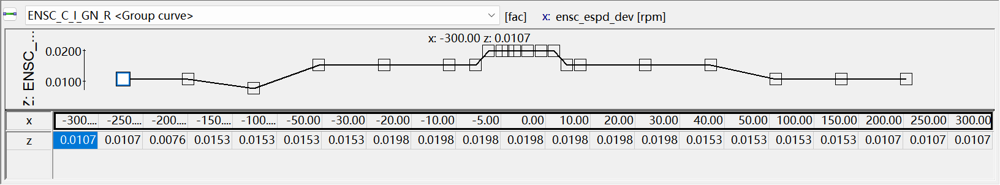 ENSC_C_I_GN_R <Group curve> [fac] x: ensc_espd_dev [rpm]
x: -300.00 z: 0.0107
z: ENSC_...
0.0200
0.0100
x -300.... -250.... -200.... -150.... -100.... -50.00 -30.00 -20.00 -10.00 -5.00 0.00 10.00 20.00 30.00 40.00 50.00 100.00 150.00 200.00 250.00 300.00
z 0.0107 0.0107 0.0076 0.0153 0.0153 0.0153 0.0153 0.0198 0.0198 0.0198 0.0198 0.0198 0.0198 0.0198 0.0153 0.0153 0.0153 0.0153 0.0107 0.0107 0.0107